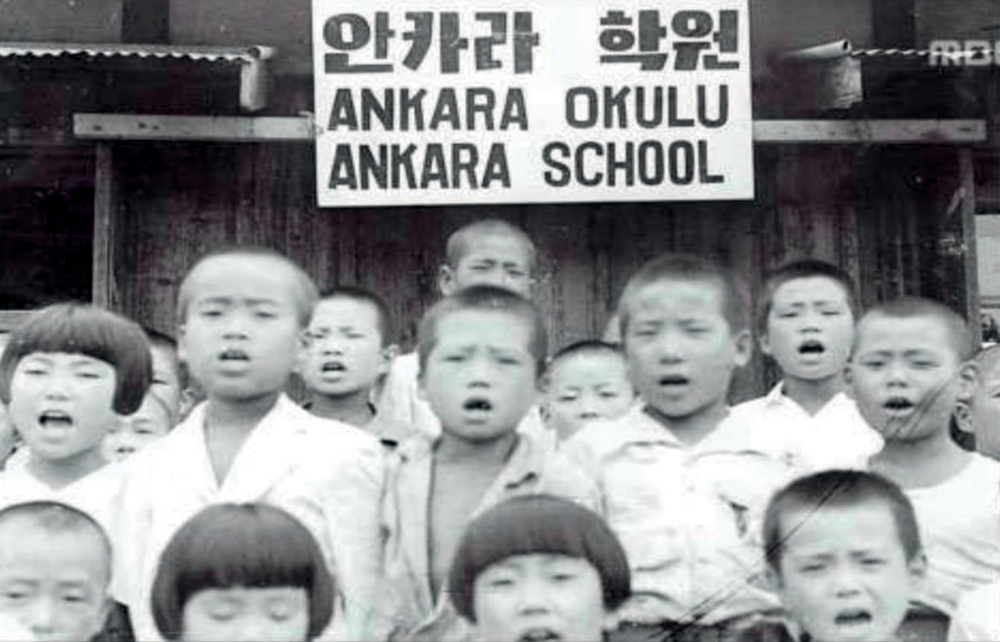 안카라 학원
ANKARA OKULU
ANKARA SCHOOL